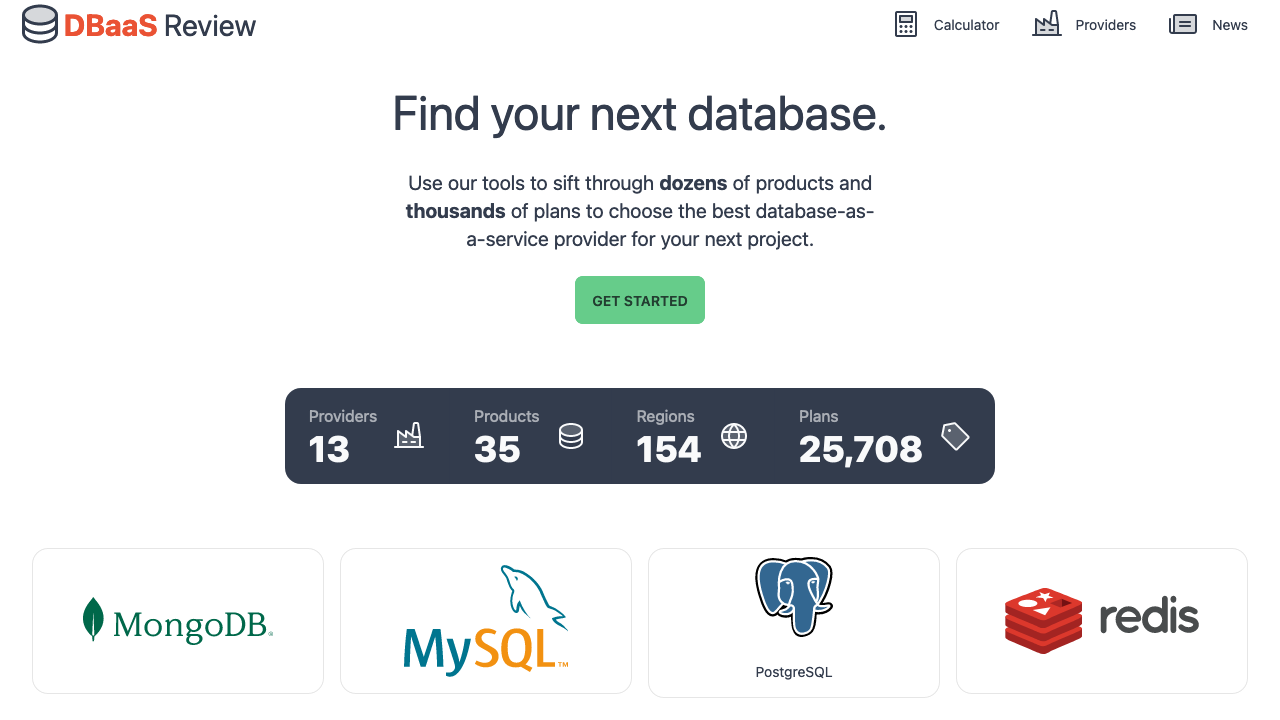 DBaaS Review
Calculator
Providers
News
Find your next database.
Use our tools to sift through dozens of products and
thousands of plans to choose the best database-as-
a-service provider for your next project.
GET STARTED
Providers
13
Products
35
Regions
154
Plans
25,708
MongoDB®
MySQL™
PostgreSQL
redis